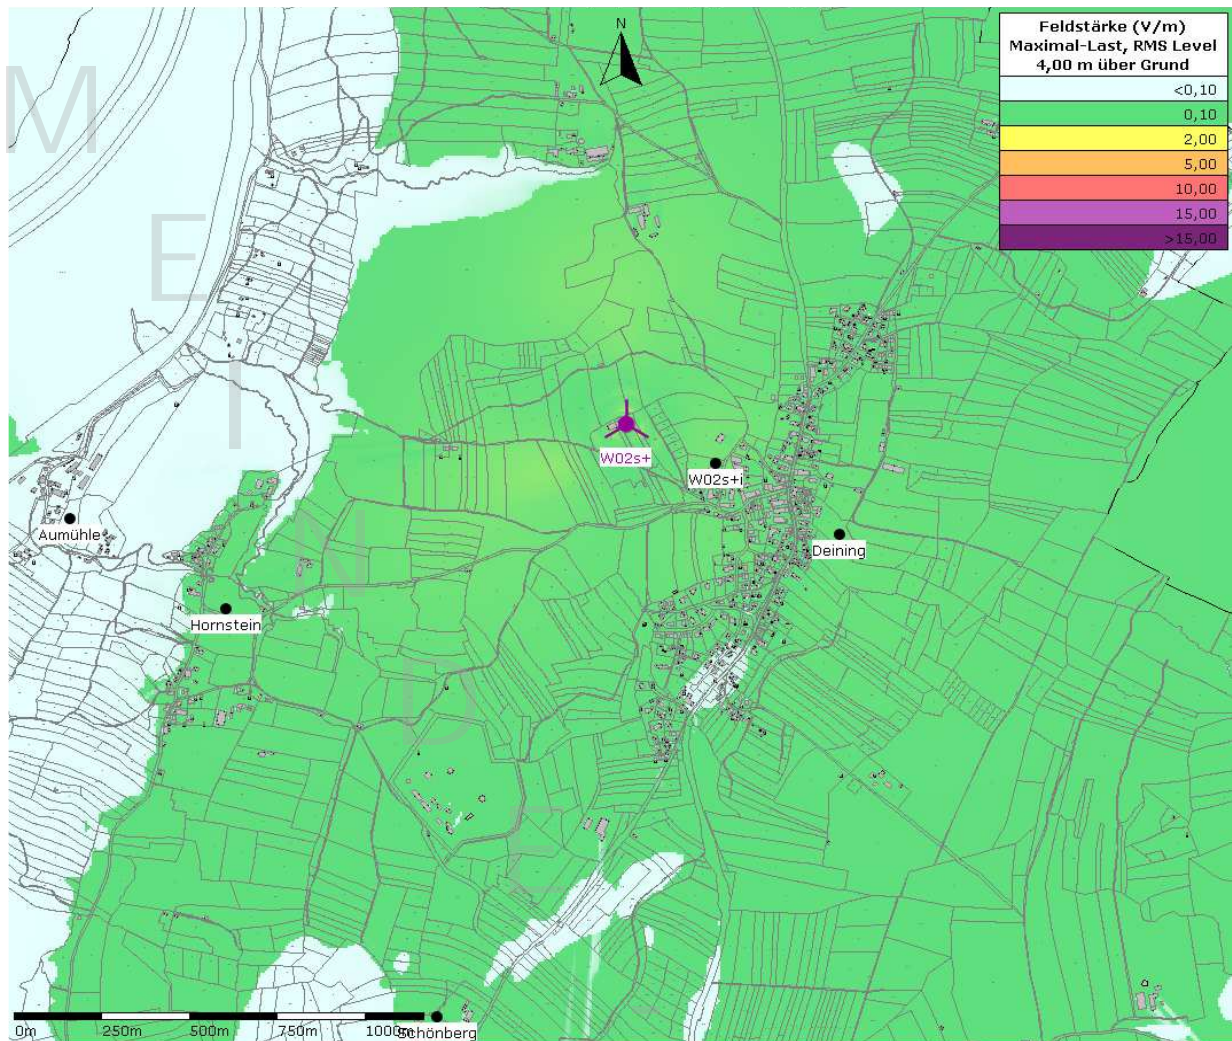 N
Feldstärke (V/m)
Maximal-Last, RMS Level
4,00 m über Grund
<0,10
0,10
2,00
5,00
10,00
15,00
>15,00
M
E
I
N
D
E
W02s+
W02s+i
Aumühle
Deining
Hornstein
0m 250m 500m 750m 1000m
Schönberg